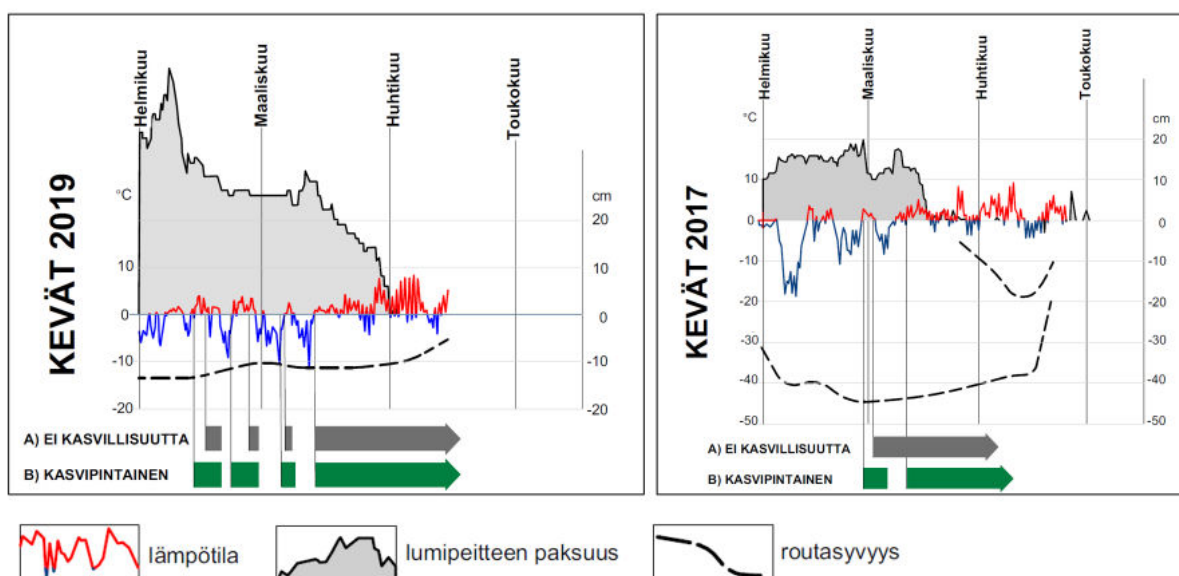 KEVÄT 2019
Helmikuu
Maaliskuu
Huhtikuu
Toukokuu
°C
cm
20
10
10
0
0
-10
-10
-20
-20
A) EI KASVILLISUUTTA
B) KASVIPINTAINEN
KEVÄT 2017
Helmikuu
Maaliskuu
Huhtikuu
Toukokuu
°C
cm
20
20
10
10
0
0
-10
-10
-20
-20
-30
-30
-40
-40
-50
-50
A) EI KASVILLISUUTTA
B) KASVIPINTAINEN
lämpötila
lumipeitteen paksuus
routasyvyys